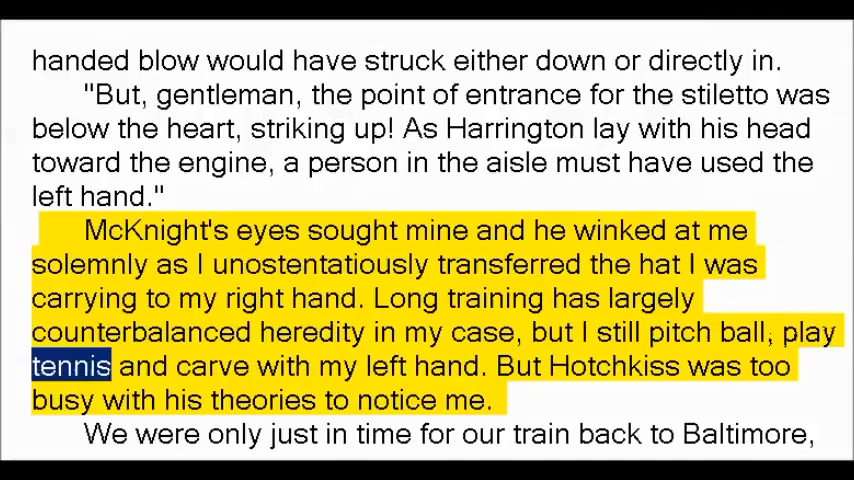 handed blow would have struck either down or directly in.
"But, gentleman, the point of entrance for the stiletto was
below the heart, striking up! As Harrington lay with his head
toward the engine, a person in the aisle must have used the
left hand."
McKnight's eyes sought mine and he winked at me
solemnly as I unostentatiously transferred the hat I was
carrying to my right hand. Long training has largely
counterbalanced heredity in my case, but I still pitch ball, play
tennis and carve with my left hand. But Hotchkiss was too
busy with his theories to notice me.
We were only just in time for our train back to Baltimore,